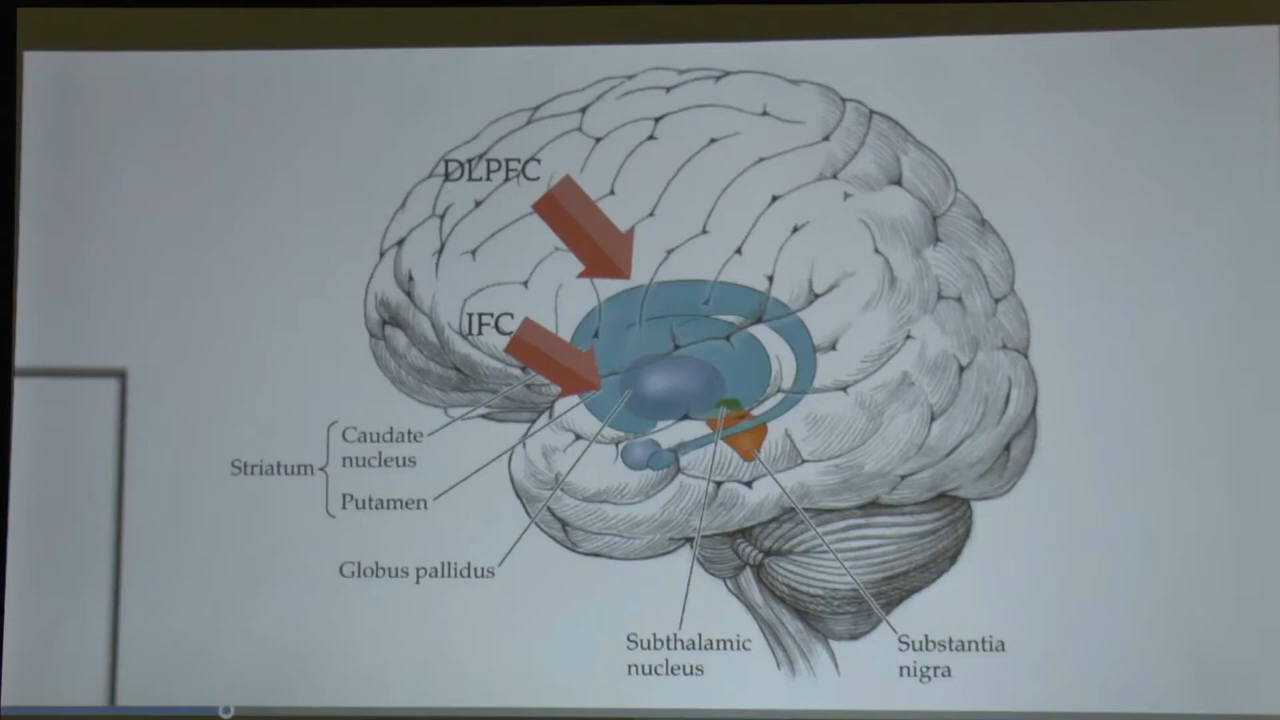 DLPFC
IFC
Caudate
nucleus
Striatum
Putamen
Globus pallidus
Subthalamic
nucleus
Substantia
nigra